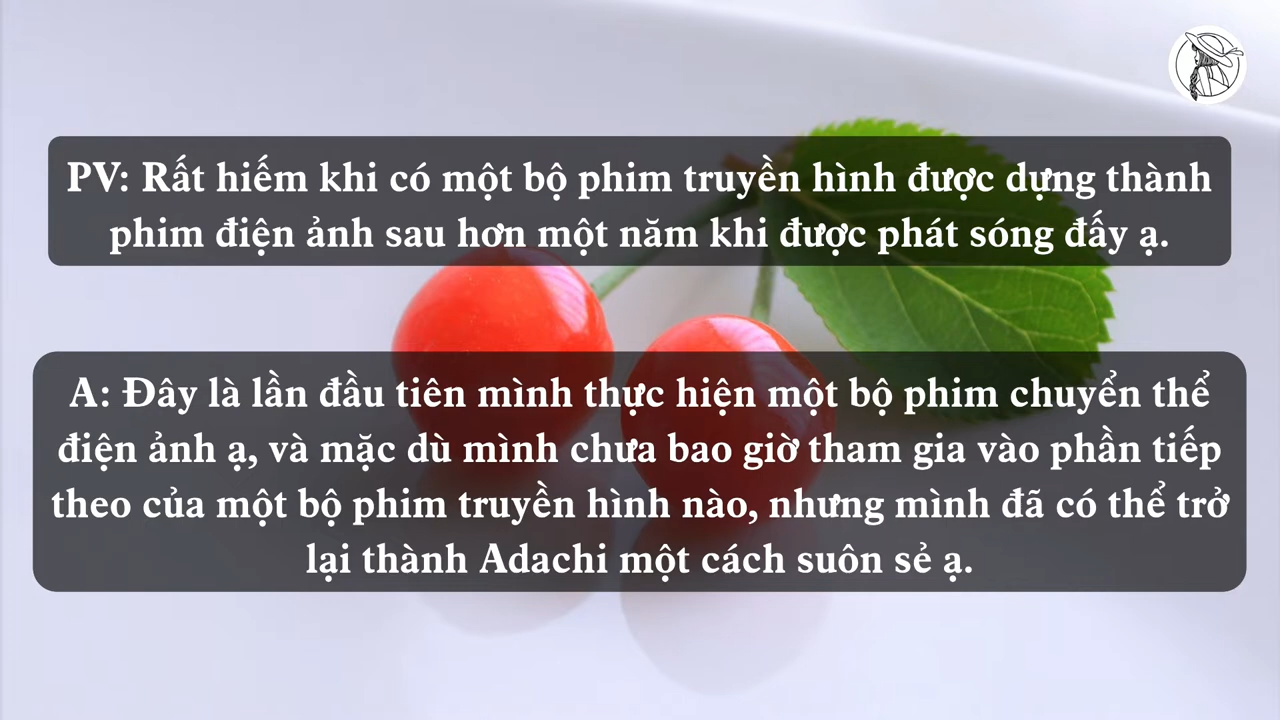 PV: Rất hiếm khi có một bộ phim truyền hình được dựng thành
phim điện ảnh sau hơn một năm khi được phát sóng đấy ạ.
A: Đây là lần đầu tiên mình thực hiện một bộ phim chuyển thể
điện ảnh ạ, và mặc dù mình chưa bao giờ tham gia vào phần tiếp
theo của một bộ phim truyền hình nào, nhưng mình đã có thể trở
lại thành Adachi một cách suôn sẻ ạ.